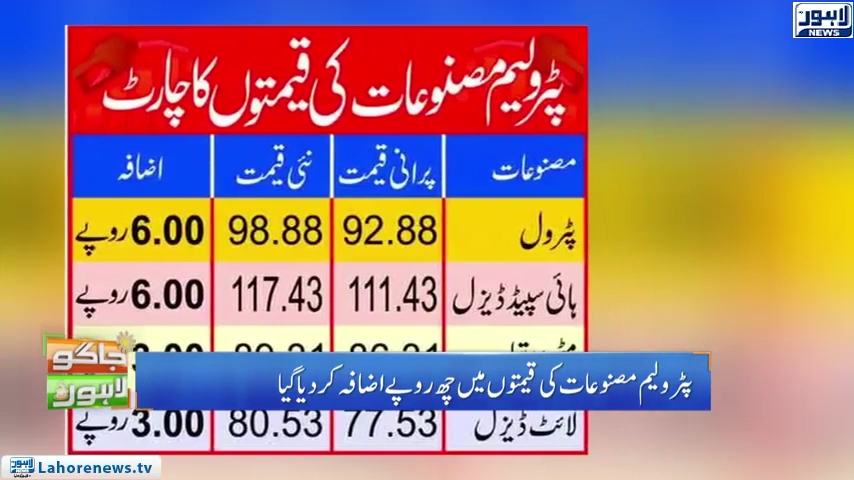 لاہور
NEWS
پٹرولیم مصنوعات کی قیمتوں کا چارٹ
مصنوعات پرانی قیمت نئی قیمت اضافہ
پٹرول 92.88 98.88 6.00 روپے
ہائی سپیڈ ڈیزل 111.43 117.43 6.00 روپے
جاگو لاہور
پٹرولیم مصنوعات کی قیمتوں میں چھ روپے اضافہ کر دیا گیا
لائٹ ڈیزل 77.53 80.53 3.00 روپے
لاہور
Lahorenews.tv